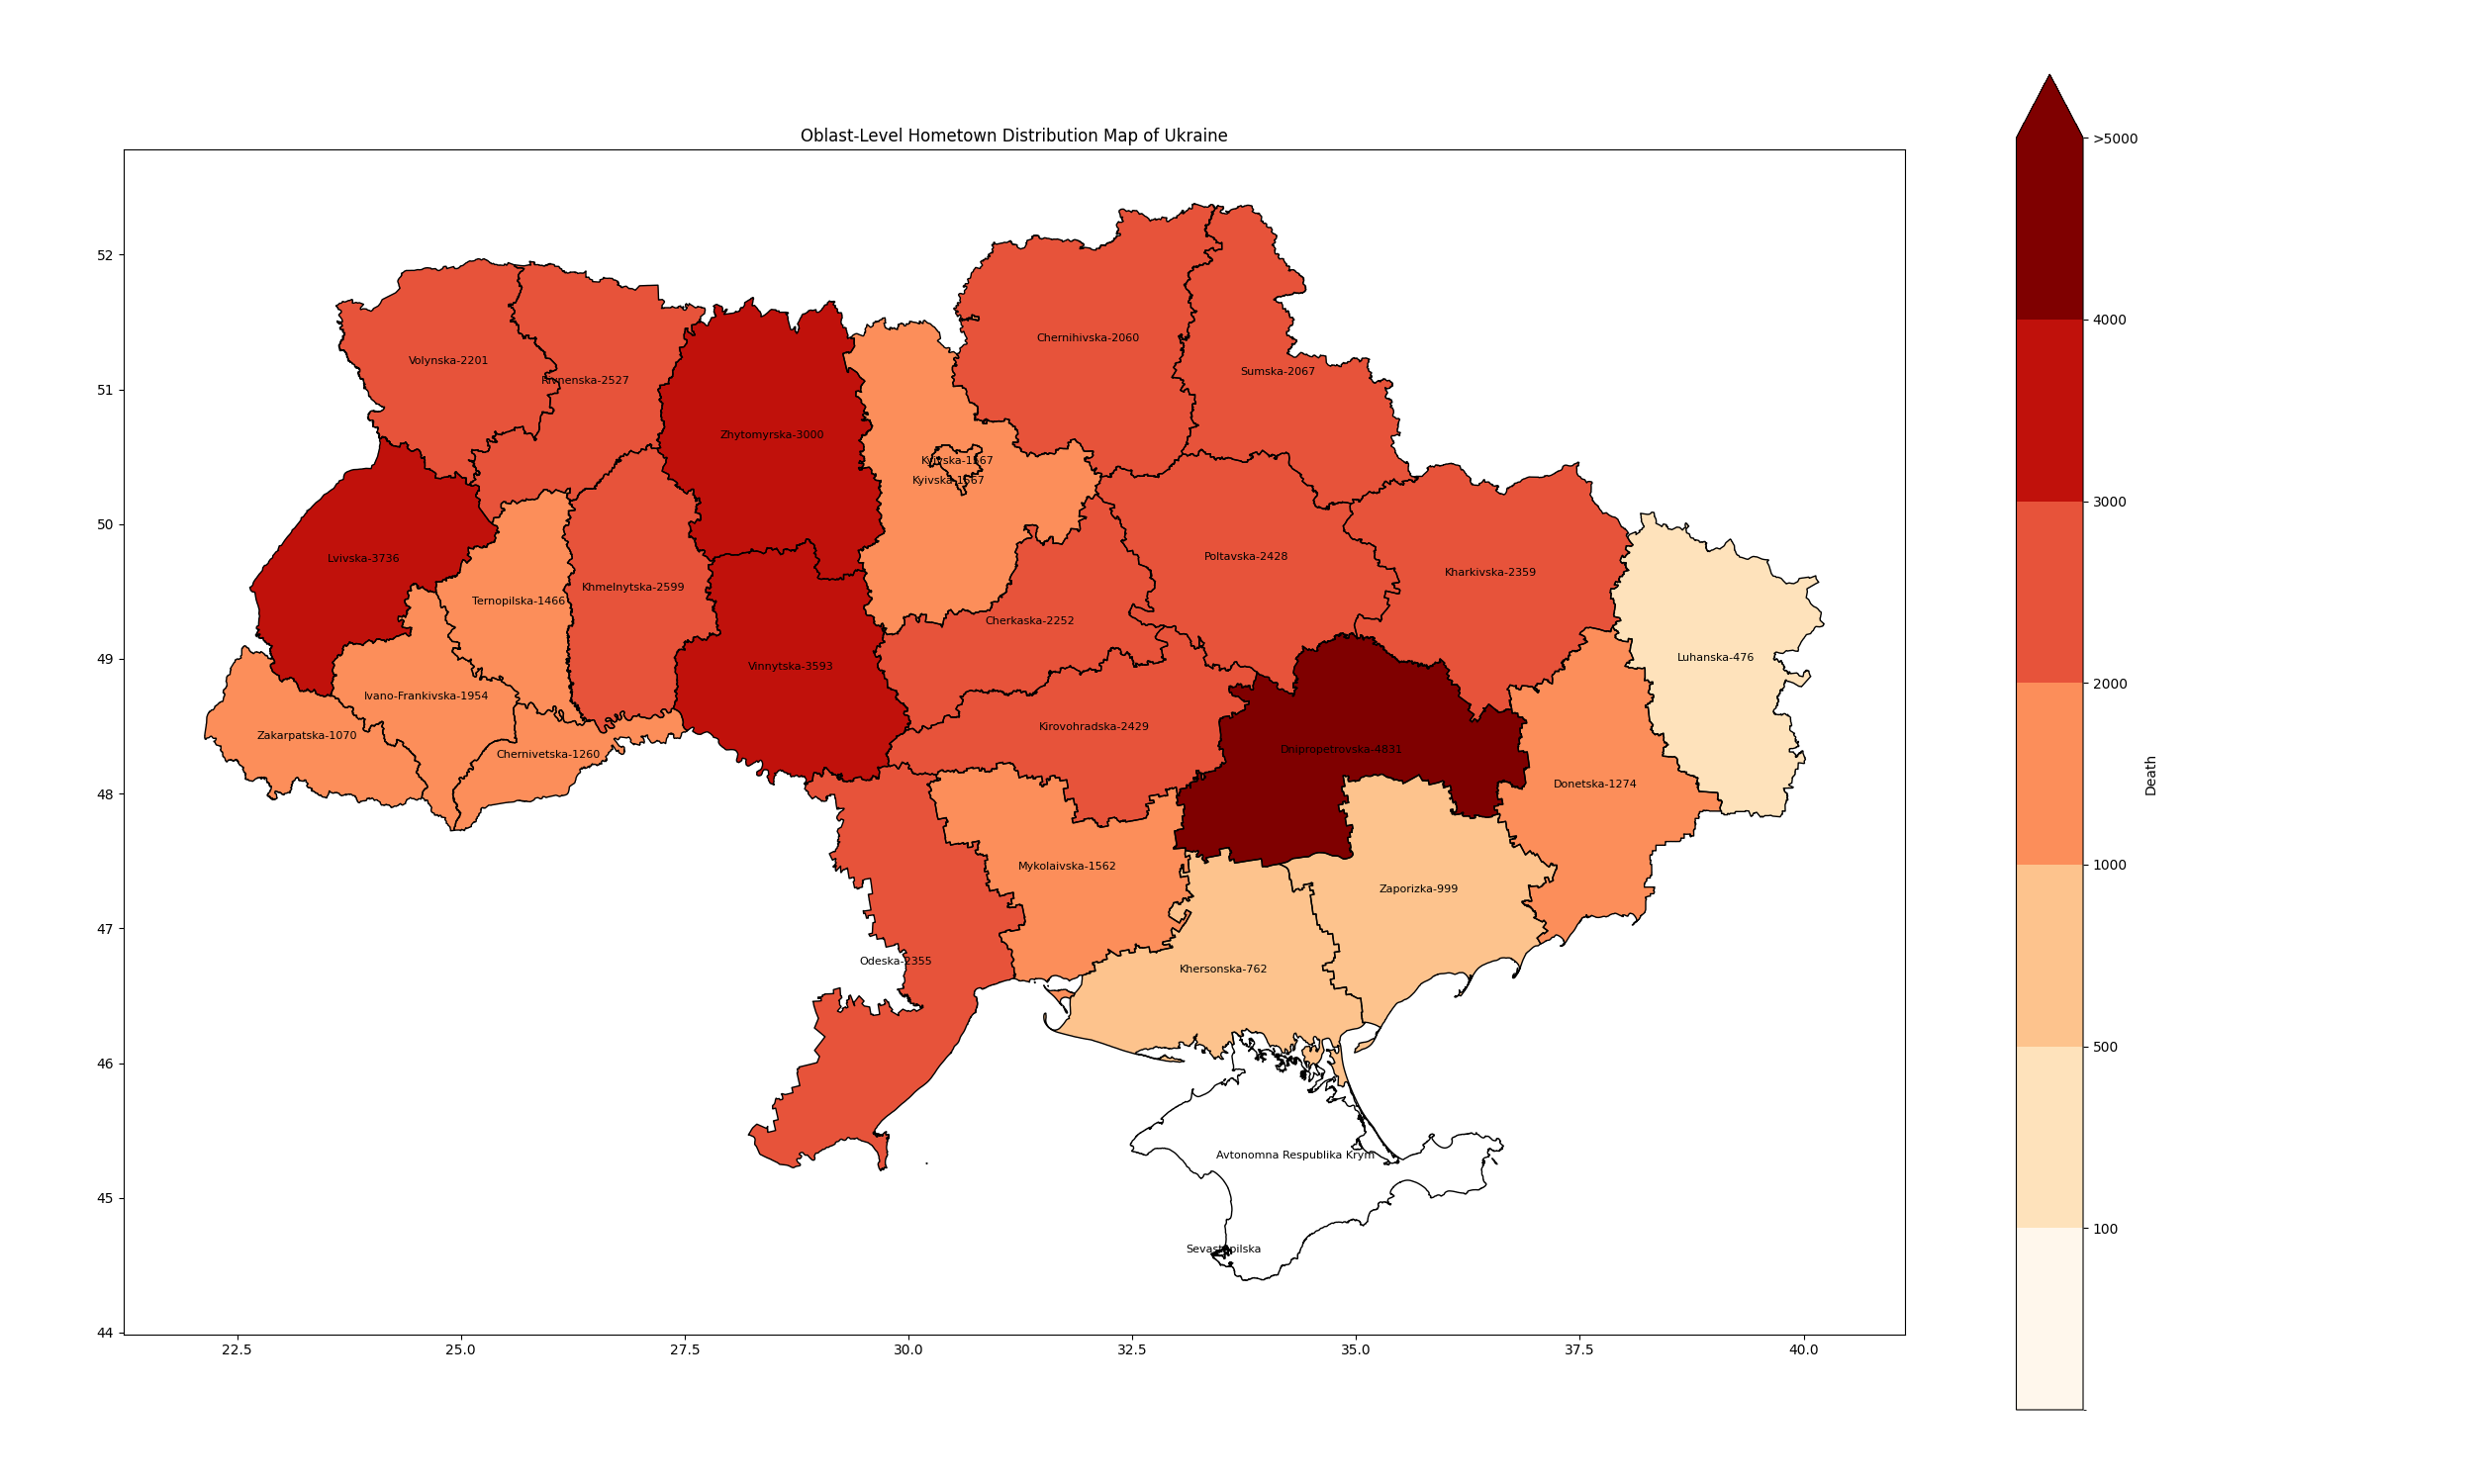 Oblast-Level Hometown Distribution Map of Ukraine
>5000
52
Chernihivska-2060
4000
Volynska-2201
Sumska-2067
51
Rivnenska-2527
Zhytomyrska-3000
Kyivska-1567
Kyivska-1567
3000
50
Lvivska-3736
Poltavska-2428
Kharkivska-2359
Khmelnytska-2599
Ternopilska-1466
Cherkaska-2252
49
Luhanska-476
Vinnytska-3593
2000
Ivano-Frankivska-1954
Kirovohradska-2429
Zakarpatska-1070
Chernivetska-1260
Dnipropetrovska-4831
Donetska-1274
Death
48
Mykolaivska-1562
1000
Zaporizka-999
47
Odeska-2355
Khersonska-762
500
46
Avtonomna Respublika Krym
45
100
Sevastopilska
44
22.5 25.0 27.5 30.0 32.5 35.0 37.5 40.0